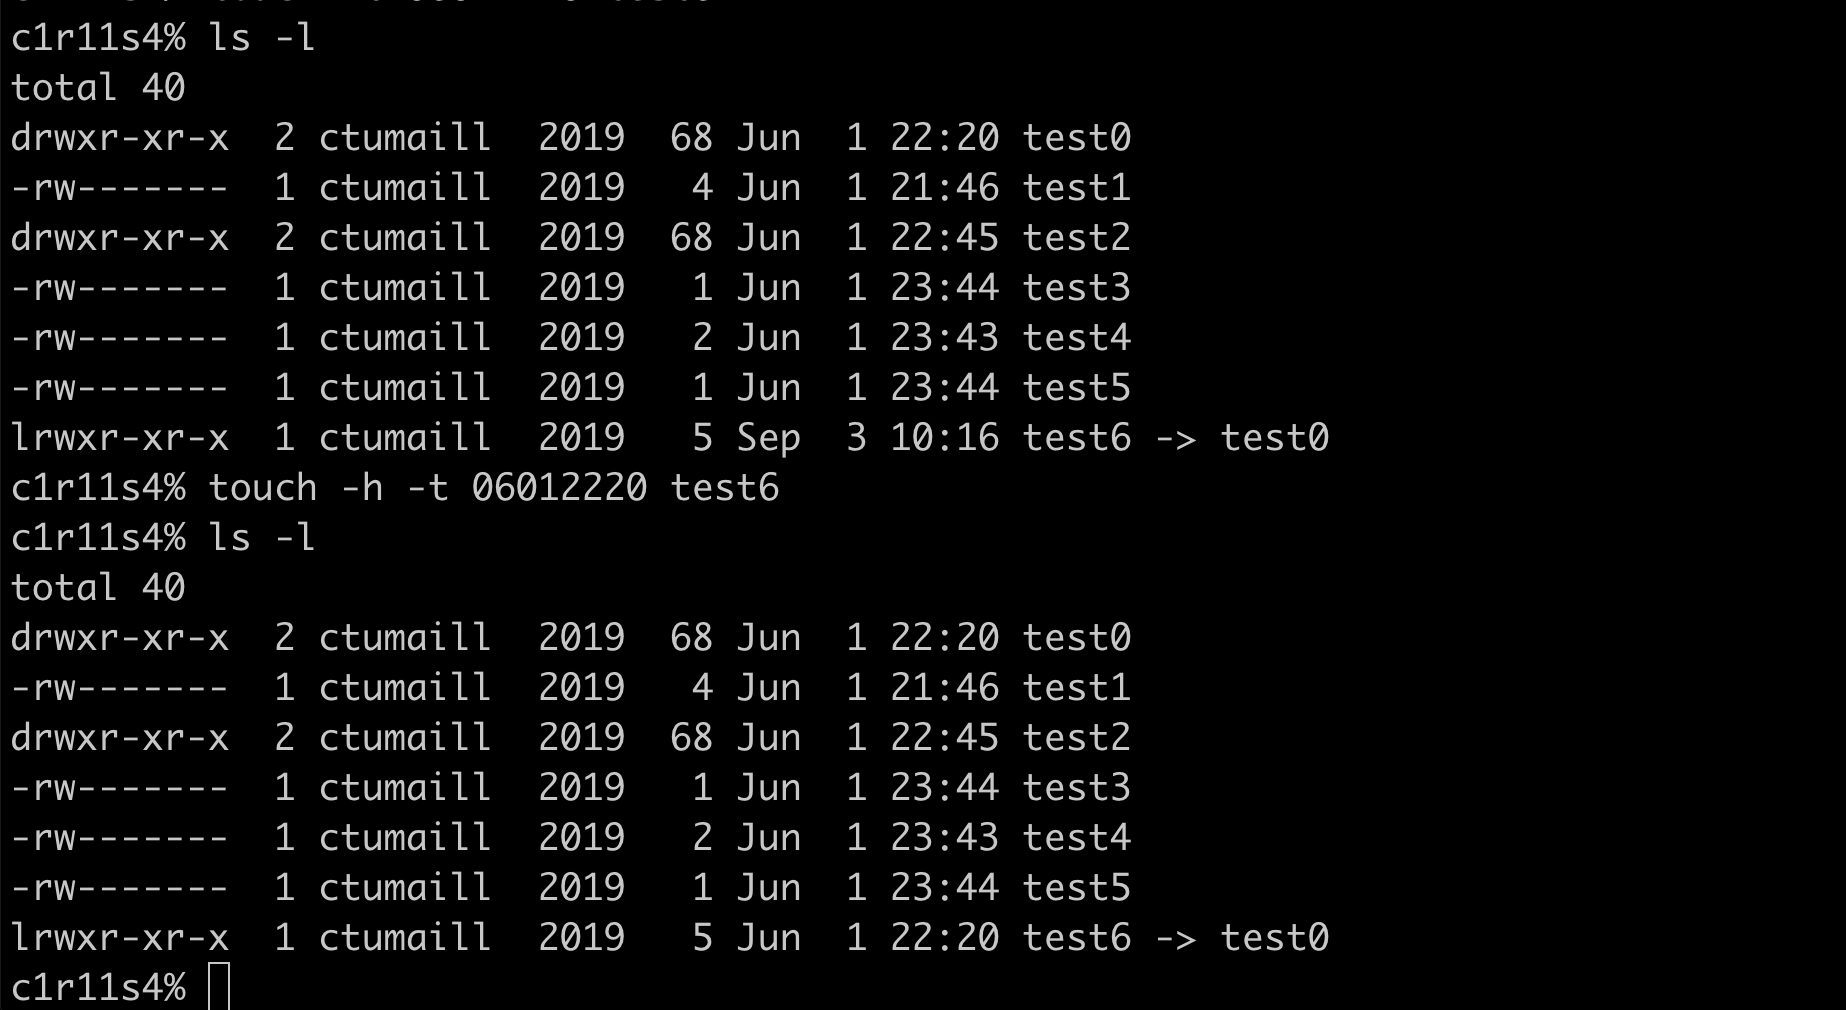 c1r11s4% ls -l
total 40
drwxr-xr-x  2 ctumaill  2019  68 Jun  1 22:20 test0
-rw-------  1 ctumaill  2019   4 Jun  1 21:46 test1
drwxr-xr-x  2 ctumaill  2019  68 Jun  1 22:45 test2
-rw-------  1 ctumaill  2019   1 Jun  1 23:44 test3
-rw-------  1 ctumaill  2019   2 Jun  1 23:43 test4
-rw-------  1 ctumaill  2019   1 Jun  1 23:44 test5
lrwxr-xr-x  1 ctumaill  2019   5 Sep  3 10:16 test6 -> test0
c1r11s4% touch -h -t 06012220 test6
c1r11s4% ls -l
total 40
drwxr-xr-x  2 ctumaill  2019  68 Jun  1 22:20 test0
-rw-------  1 ctumaill  2019   4 Jun  1 21:46 test1
drwxr-xr-x  2 ctumaill  2019  68 Jun  1 22:45 test2
-rw-------  1 ctumaill  2019   1 Jun  1 23:44 test3
-rw-------  1 ctumaill  2019   2 Jun  1 23:43 test4
-rw-------  1 ctumaill  2019   1 Jun  1 23:44 test5
lrwxr-xr-x  1 ctumaill  2019   5 Jun  1 22:20 test6 -> test0
c1r11s4%